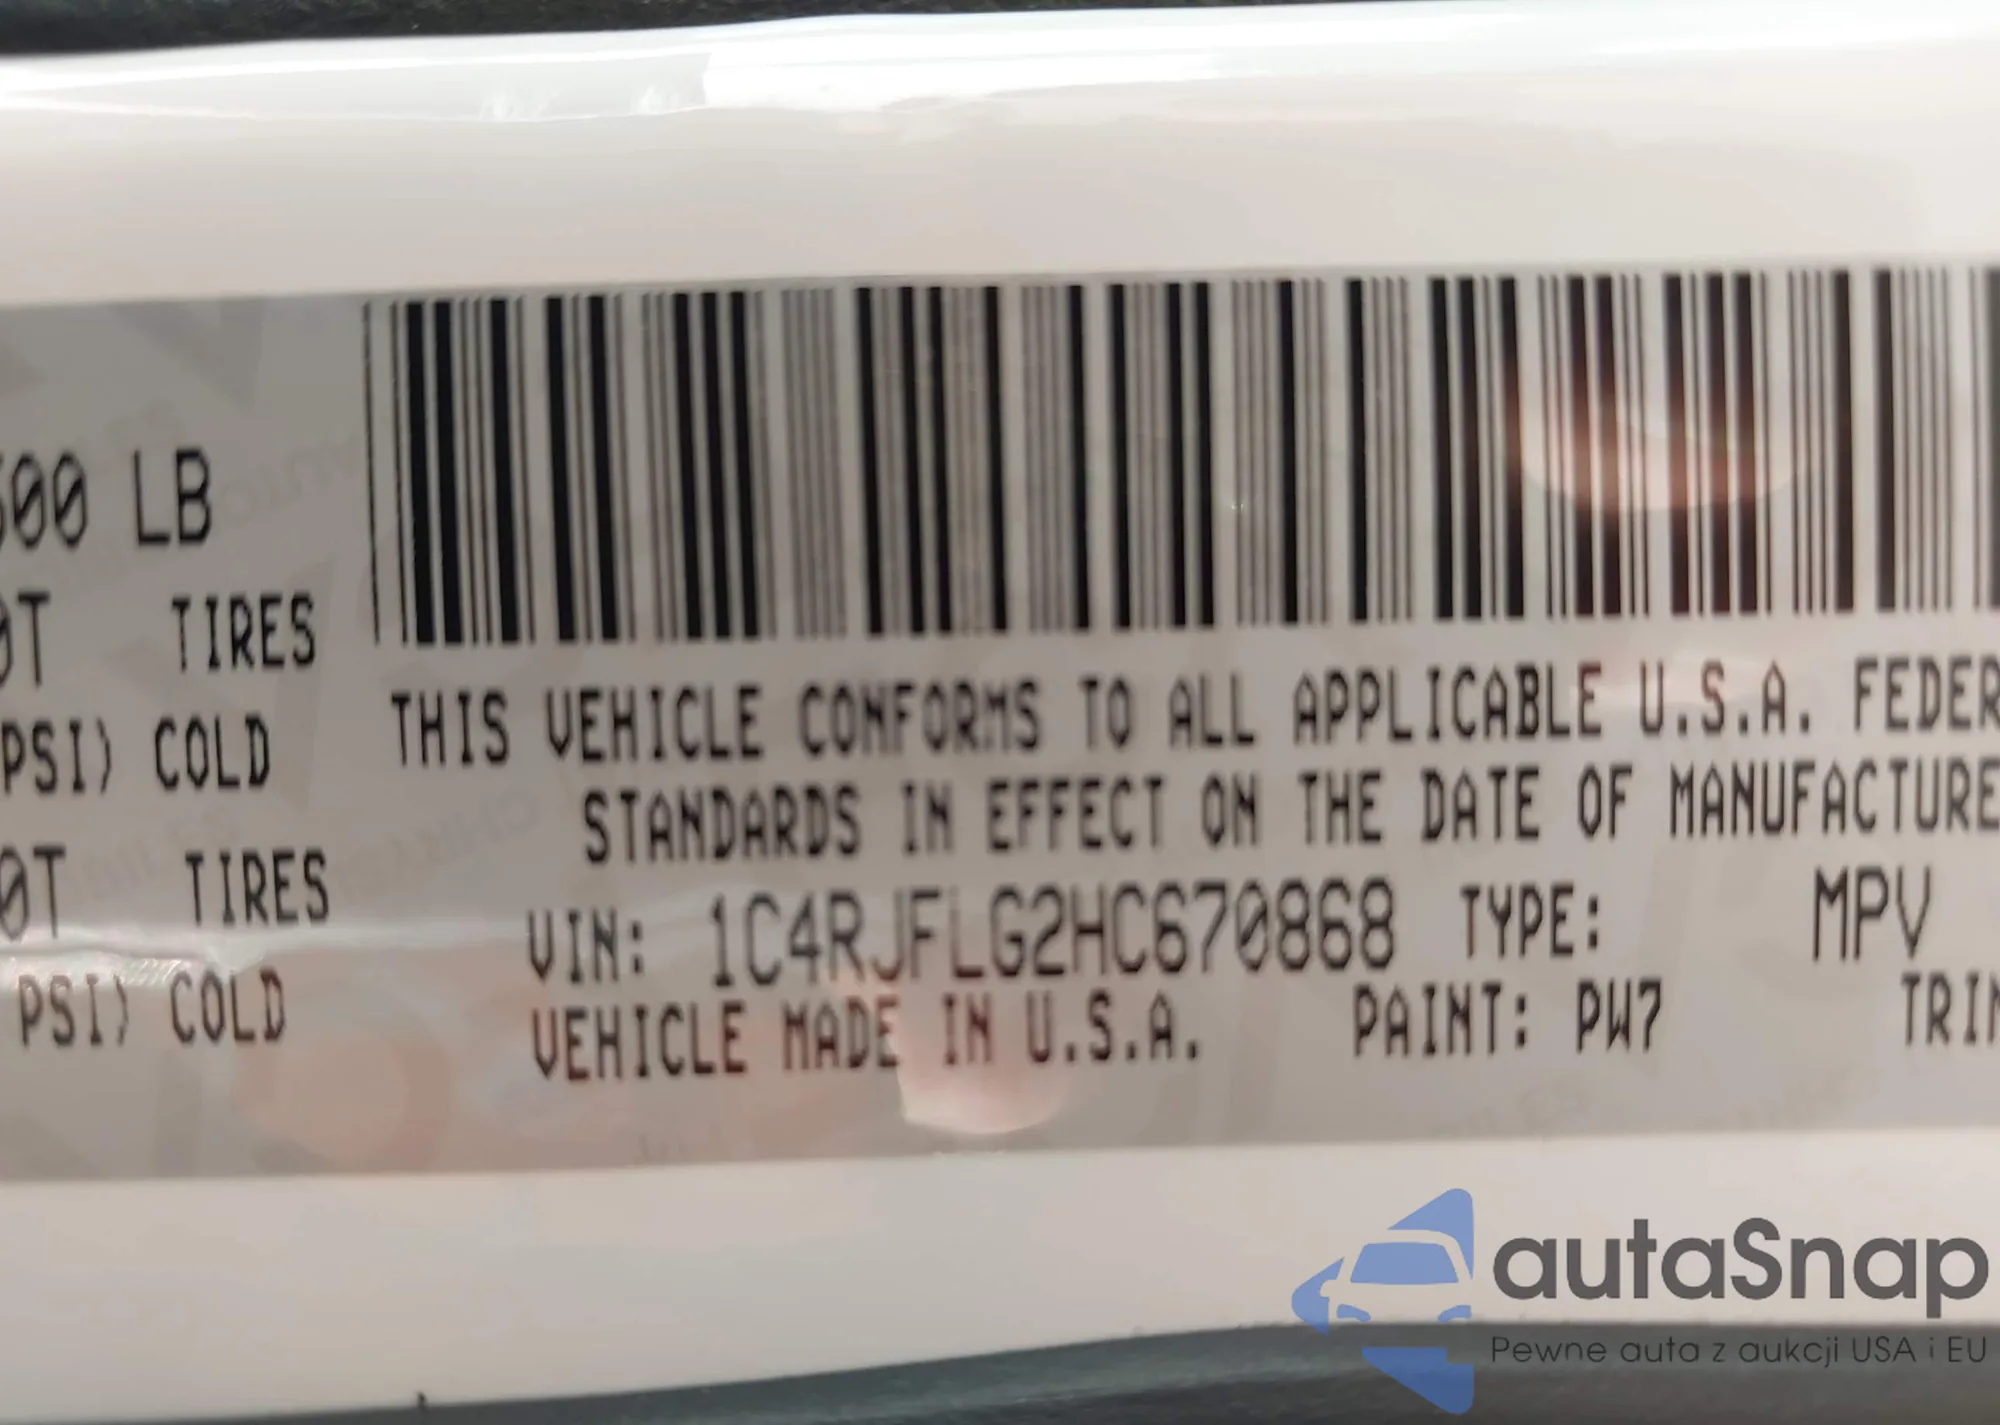 500 LB
0T TIRES
PSI) COLD
0T TIRES
PSI) COLD
THIS VEHICLE CONFORMS TO ALL APPLICABLE U.S.A. FEDER
STANDARDS IN EFFECT ON THE DATE OF MANUFACTURE
VIN: 1C4RJFLG2HC670868 TYPE: MPV
VEHICLE MADE IN U.S.A. PAINT: PW7 TRIM
autaSnap
Pewne auta z aukcji USA i EU